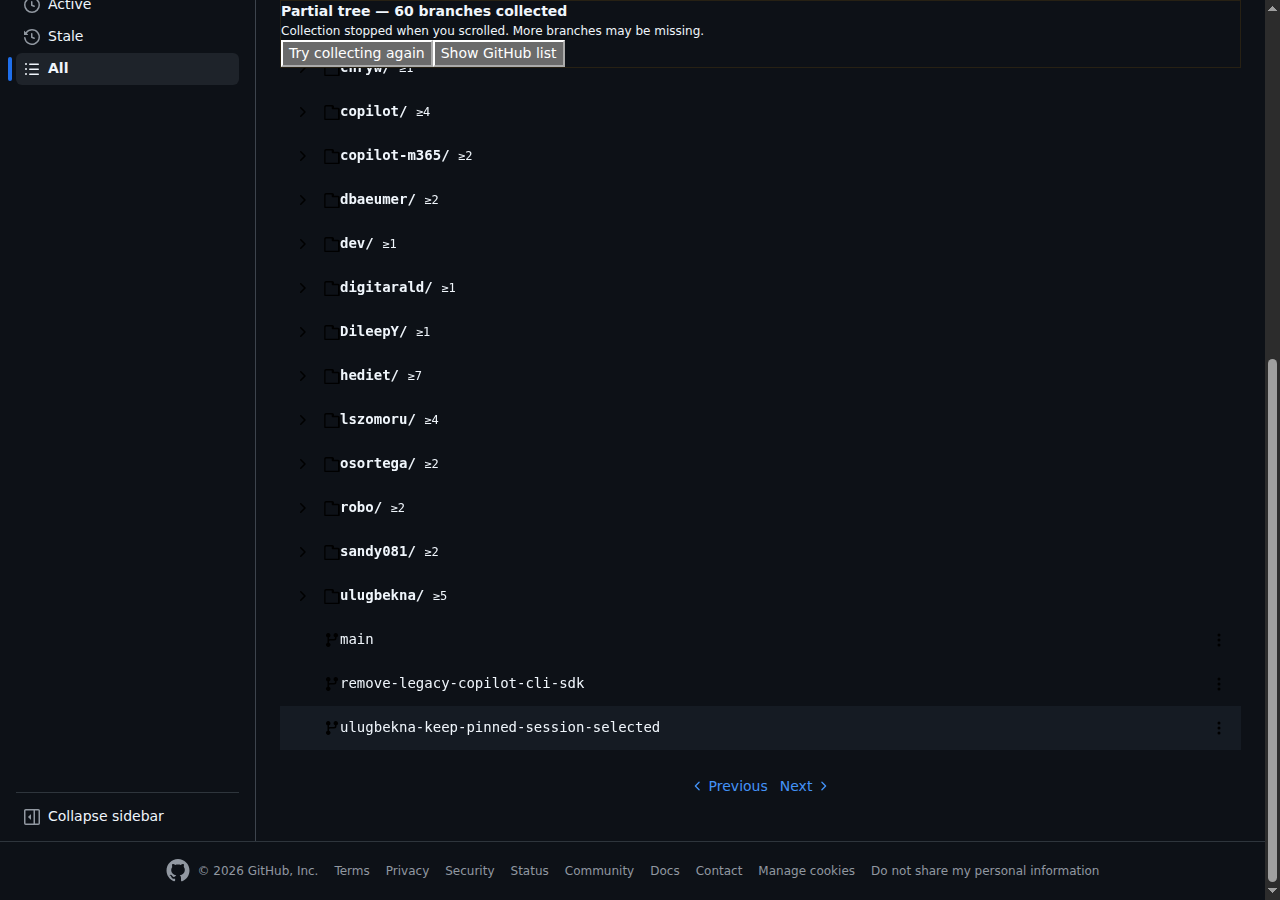 Active
Stale
All
Partial tree — 60 branches collected
Collection stopped when you scrolled. More branches may be missing.
Try collecting again
Show GitHub list
copilot/ ≥4
copilot-m365/ ≥2
dbaeumer/ ≥2
dev/ ≥1
digitarald/ ≥1
DileepY/ ≥1
hediet/ ≥7
lszomoru/ ≥4
osortega/ ≥2
robo/ ≥2
sandy081/ ≥2
ulugbekna/ ≥5
main
remove-legacy-copilot-cli-sdk
ulugbekna-keep-pinned-session-selected
Previous Next
Collapse sidebar
© 2026 GitHub, Inc. Terms Privacy Security Status Community Docs Contact Manage cookies Do not share my personal information